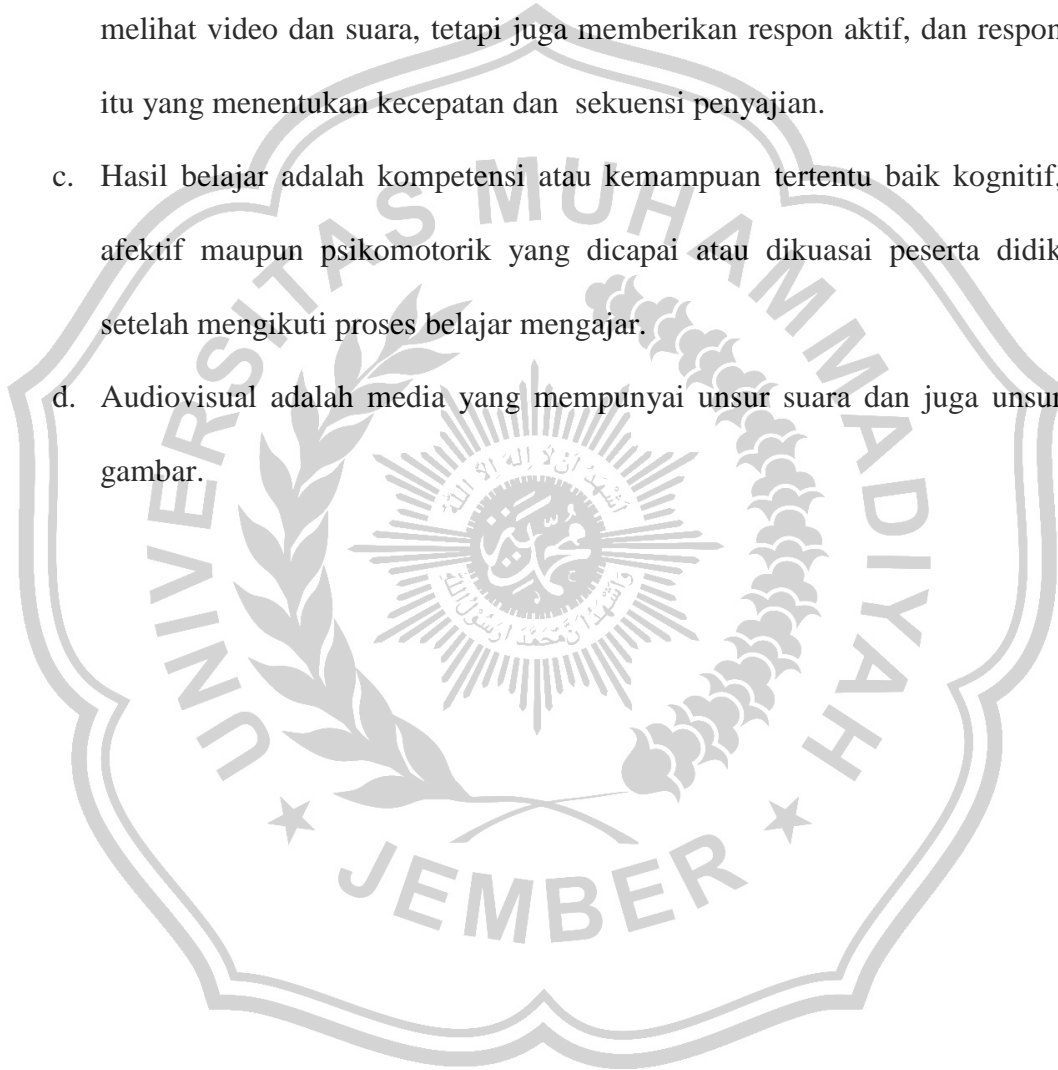 melihat video dan suara, tetapi juga memberikan respon aktif, dan respon
itu yang menentukan kecepatan dan sekuensi penyajian.
c. Hasil belajar adalah kompetensi atau kemampuan tertentu baik kognitif,
afektif maupun psikomotorik yang dicapai atau dikuasai peserta didik
setelah mengikuti proses belajar mengajar.
d. Audiovisual adalah media yang mempunyai unsur suara dan juga unsur
gambar.
UNIVERSITAS MUHAMMADIYAH
JEMBER